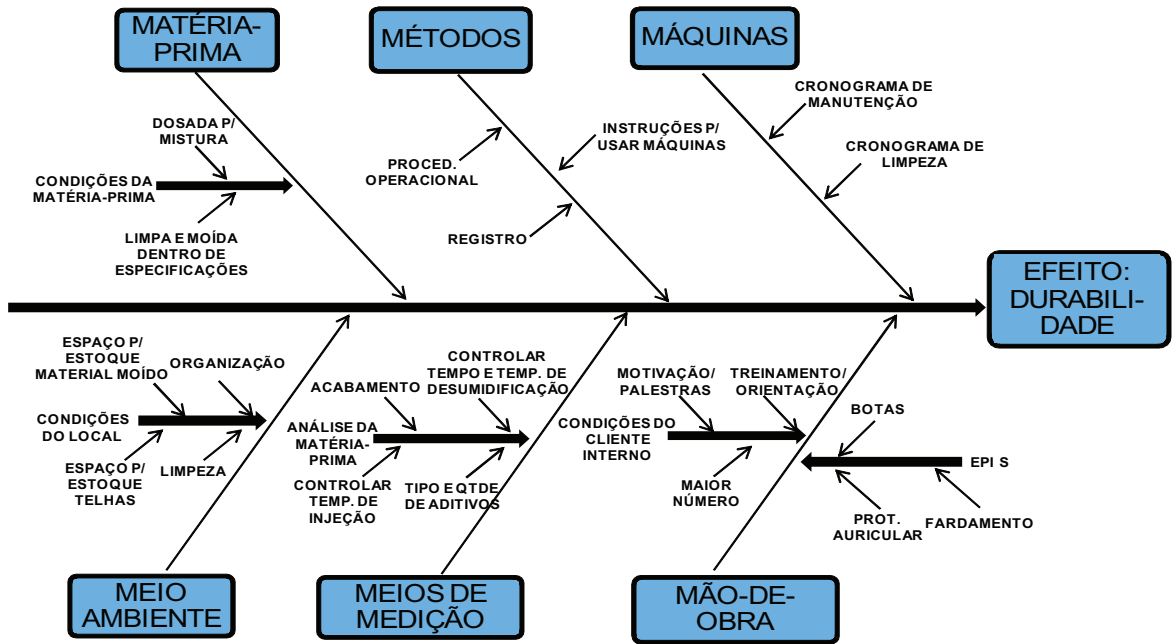 MATÉRIA-
PRIMA
MÉTODOS
MÁQUINAS
DOSADA P/
MISTURA
CONDIÇÕES DA
MATÉRIA-PRIMA
LIMPA E MOÍDA
DENTRO DE
ESPECIFICAÇÕES
PROCED.
OPERACIONAL
INSTRUÇÕES P/
USAR MÁQUINAS
REGISTRO
CRONOGRAMA DE
MANUTENÇÃO
CRONOGRAMA DE
LIMPEZA
EFEITO:
DURABILI-
DADE
ESPAÇO P/
ESTOQUE
MATERIAL MOÍDO
ORGANIZAÇÃO
CONDIÇÕES
DO LOCAL
ESPAÇO P/
ESTOQUE
TELHAS
LIMPEZA
ACABAMENTO
CONTROLAR
TEMPO E TEMP. DE
DESUMIDIFICAÇÃO
ANÁLISE DA
MATÉRIA-
PRIMA
CONTROLAR
TEMP. DE
INJEÇÃO
TIPO E QTDE
DE ADITIVOS
MOTIVAÇÃO/
PALESTRAS
TREINAMENTO/
ORIENTAÇÃO
CONDIÇÕES DO
CLIENTE
INTERNO
MAIOR
NÚMERO
BOTAS
EPI S
PROT.
AURICULAR
FARDAMENTO
MEIO
AMBIENTE
MEIOS DE
MEDIÇÃO
MÃO-DE-
OBRA